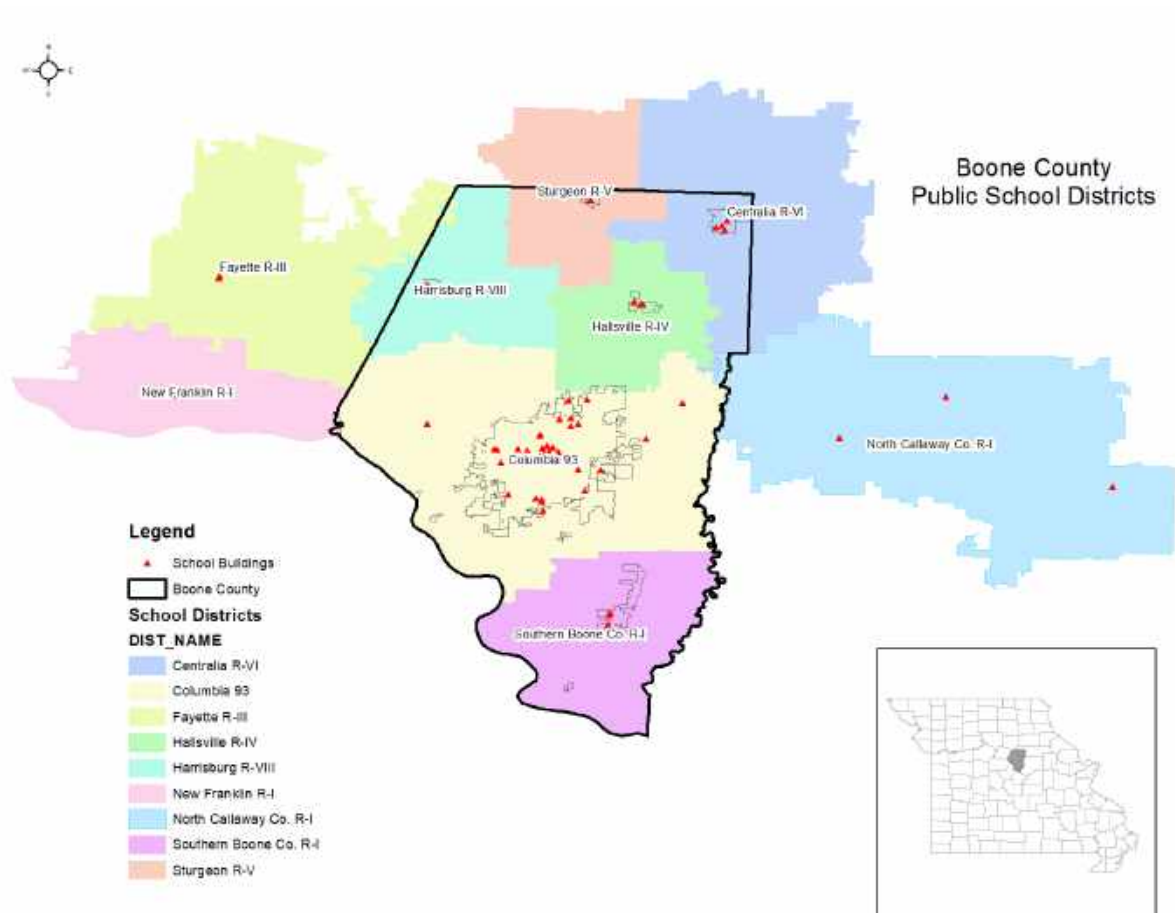 Boone County
Public School Districts
Sturgeon R-V
Centralia R-VI
Fayette R-III
Harrisburg R-VIII
Hallsville R-IV
New Franklin R-I
North Callaway Co. R-I
Columbia 93
Southern Boone Co. R-I
Legend
School Buildings
Boone County
School Districts
DIST_NAME
Centralia R-VI
Columbia 93
Fayette R-III
Hallsville R-IV
Harrisburg R-VIII
New Franklin R-I
North Callaway Co. R-I
Southern Boone Co. R-I
Sturgeon R-V